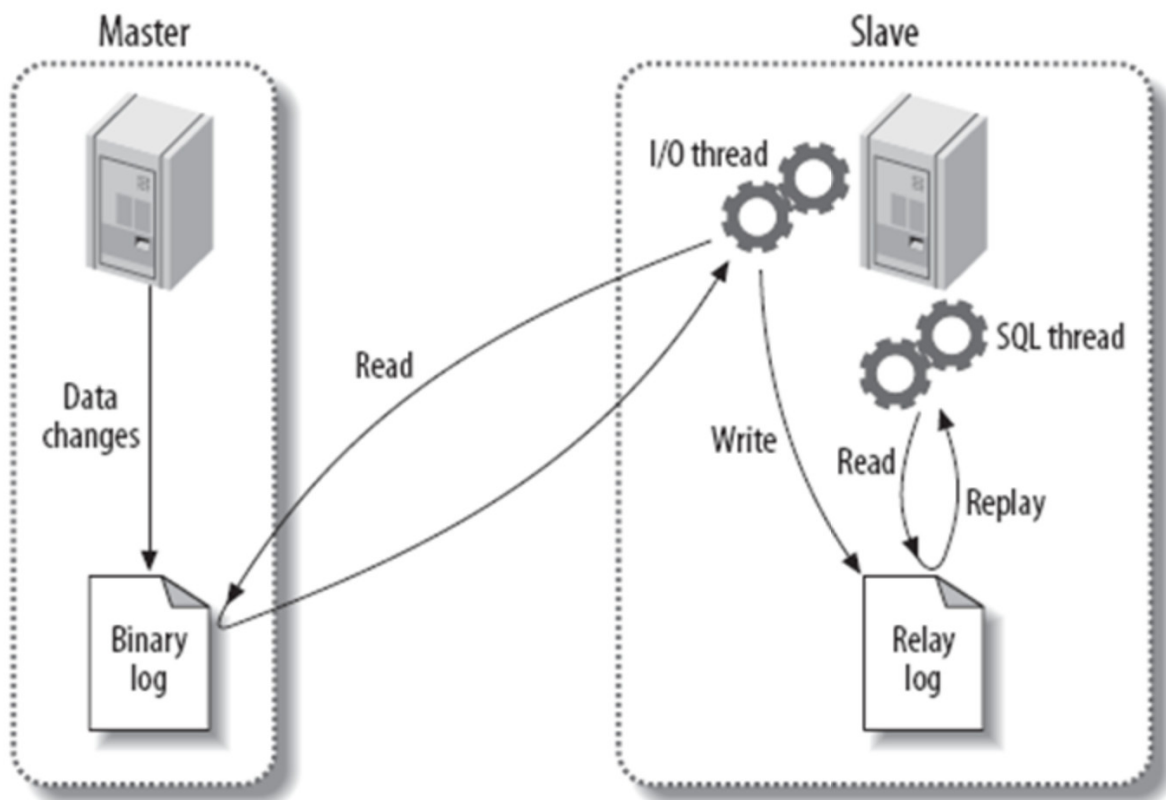 Master
Slave
I/O thread
SQL thread
Read
Data
changes
Write
Read
Replay
Binary
log
Relay
log